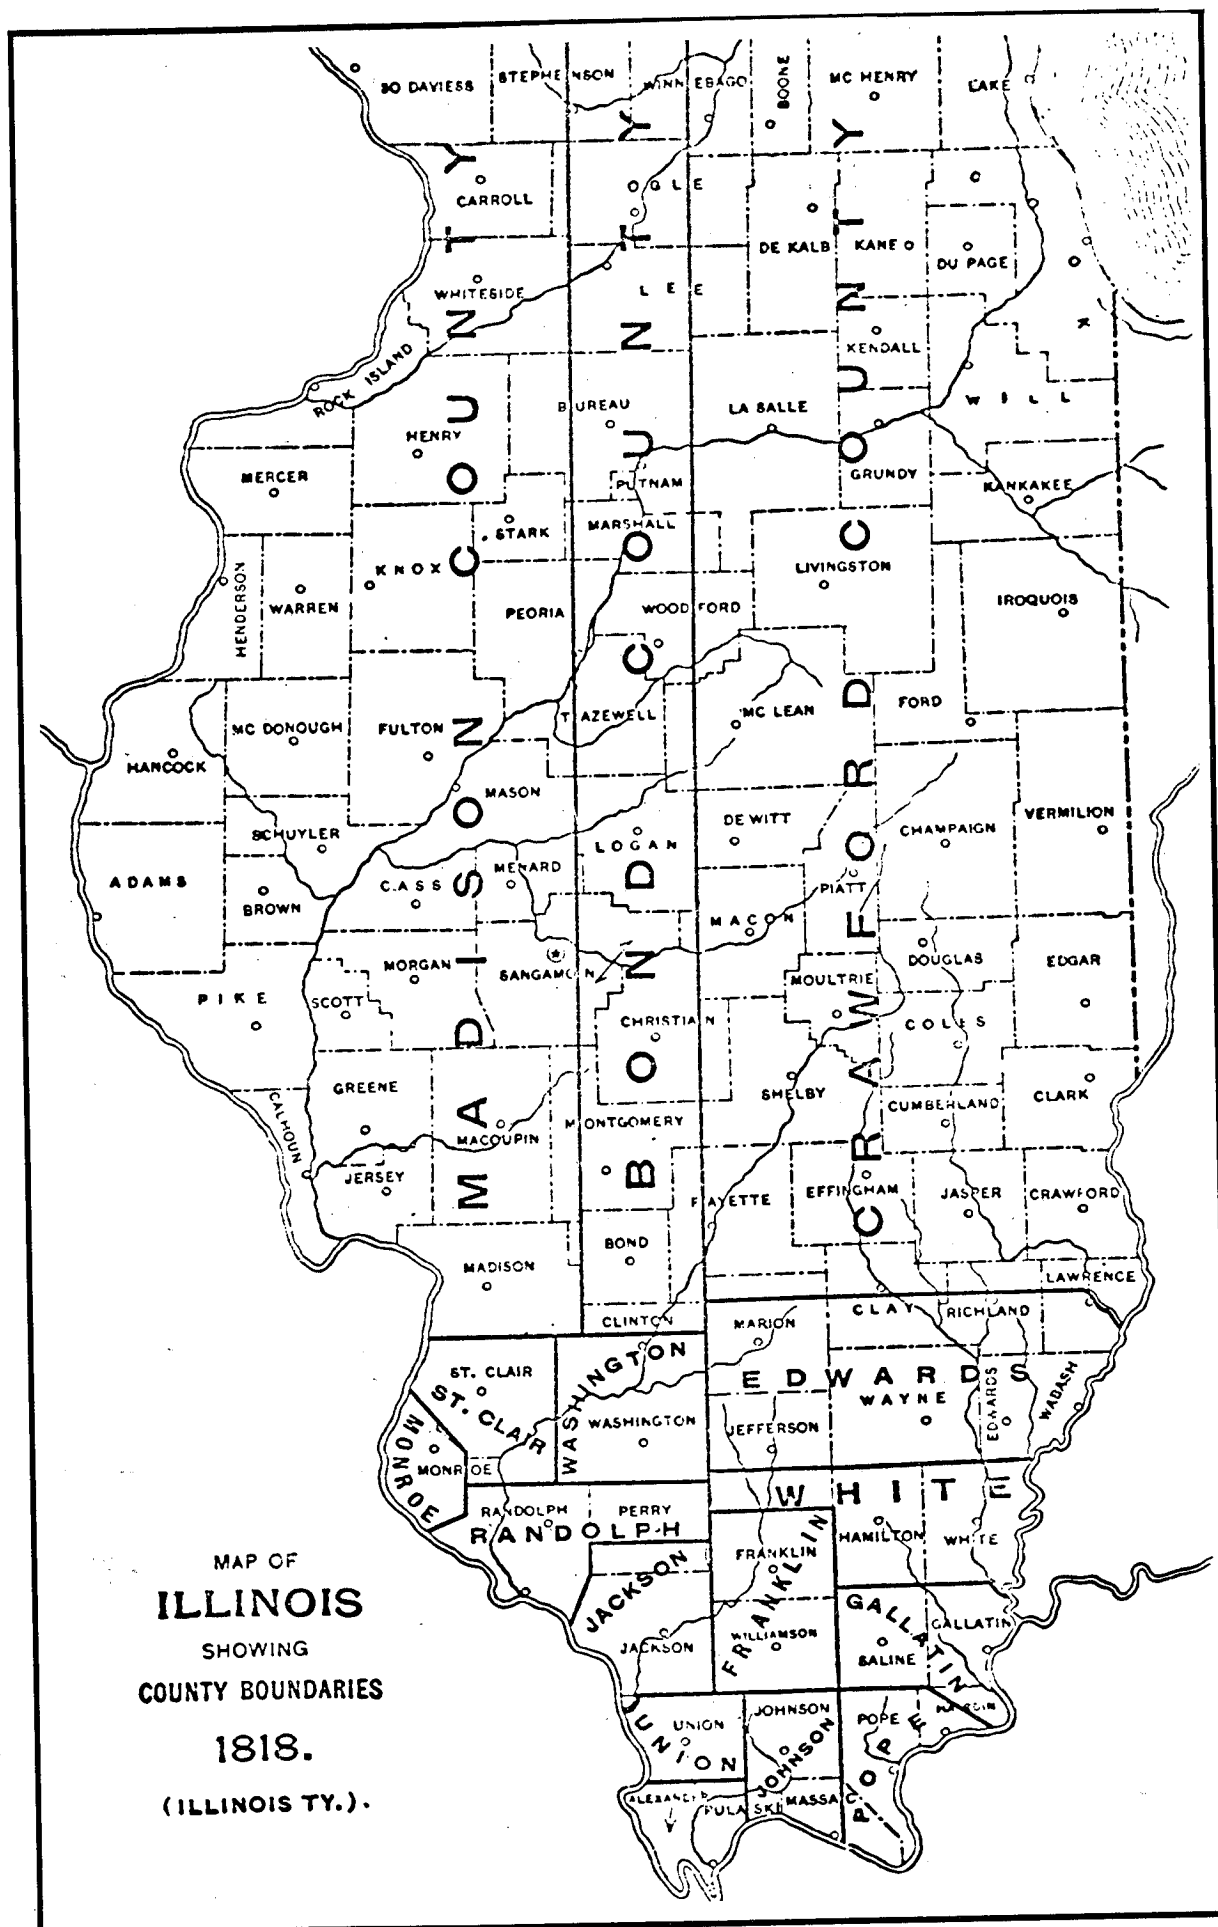 JO DAVIESS
STEPHENSON
WINNEBAGO
BOONE
MC HENRY
LAKE
CARROLL
OGLE
DE KALB
KANE
DU PAGE
COOK
WHITESIDE
LEE
KENDALL
ROCK ISLAND
HENRY
BUREAU
LA SALLE
WILL
MERCER
PUTNAM
GRUNDY
KANKAKEE
STARK
MARSHALL
KNOX
LIVINGSTON
HENDERSON
WARREN
PEORIA
WOODFORD
IROQUOIS
MC DONOUGH
FULTON
TAZEWELL
MC LEAN
FORD
HANCOCK
MASON
SCHUYLER
LOGAN
DE WITT
CHAMPAIGN
VERMILION
ADAMS
BROWN
CASS
MENARD
MACON
PIATT
PIKE
SCOTT
MORGAN
SANGAMON
CHRISTIAN
MOULTRIE
DOUGLAS
EDGAR
COLES
CALHOUN
GREENE
MACOUPIN
MONTGOMERY
SHELBY
CUMBERLAND
CLARK
JERSEY
FAYETTE
EFFINGHAM
JASPER
CRAWFORD
MADISON
BOND
CLINTON
MARION
CLAY
RICHLAND
LAWRENCE
MADISON COUNTY
BOND COUNTY
CRAWFORD COUNTY
ST. CLAIR
ST. CLAIR
WASHINGTON
WASHINGTON
EDWARDS
WAYNE
EDWARDS
WABASH
JEFFERSON
MONROE
MONROE
RANDOLPH
PERRY
RANDOLPH
WHITE
HAMILTON
WHITE
JACKSON
JACKSON
FRANKLIN
FRANKLIN
WILLIAMSON
GALLATIN
GALLATIN
SALINE
UNION
UNION
JOHNSON
JOHNSON
POPE
POPE
HARDIN
ALEXANDER
PULASKI
MASSAC
MAP OF
ILLINOIS
SHOWING
COUNTY BOUNDARIES
1818.
(ILLINOIS TY.).